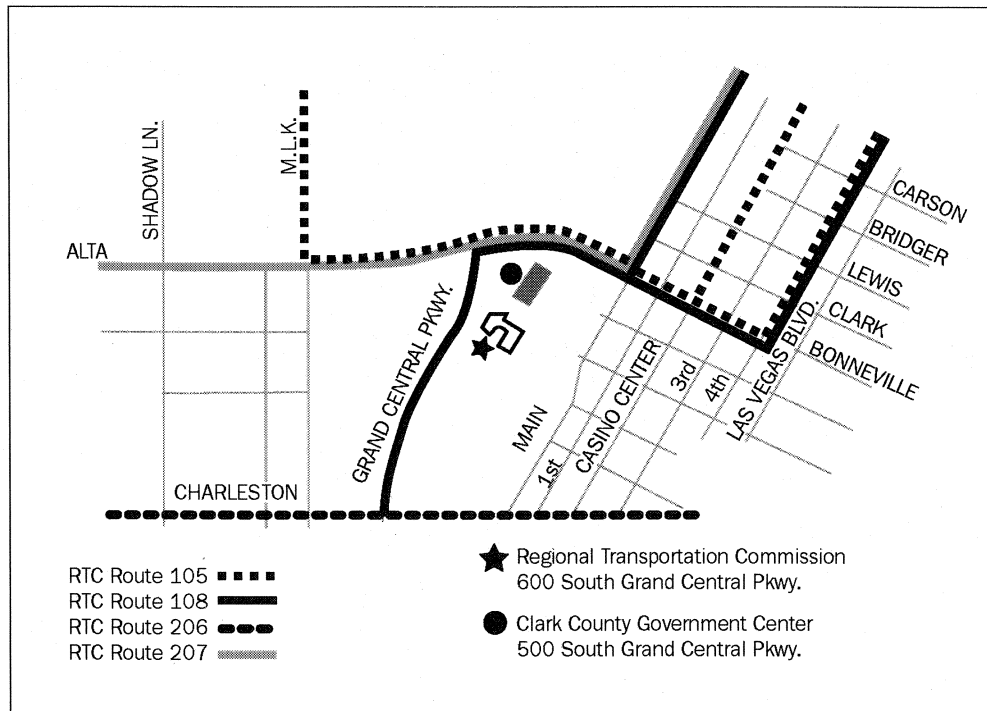 SHADOW LN.
M.L.K.
ALTA
CARSON
BRIDGER
LEWIS
CLARK
BONNEVILLE
GRAND CENTRAL PKWY.
MAIN
1st
CASINO CENTER
3rd
4th
LAS VEGAS BLVD.
CHARLESTON
RTC Route 105
RTC Route 108
RTC Route 206
RTC Route 207
Regional Transportation Commission
600 South Grand Central Pkwy.
Clark County Government Center
500 South Grand Central Pkwy.